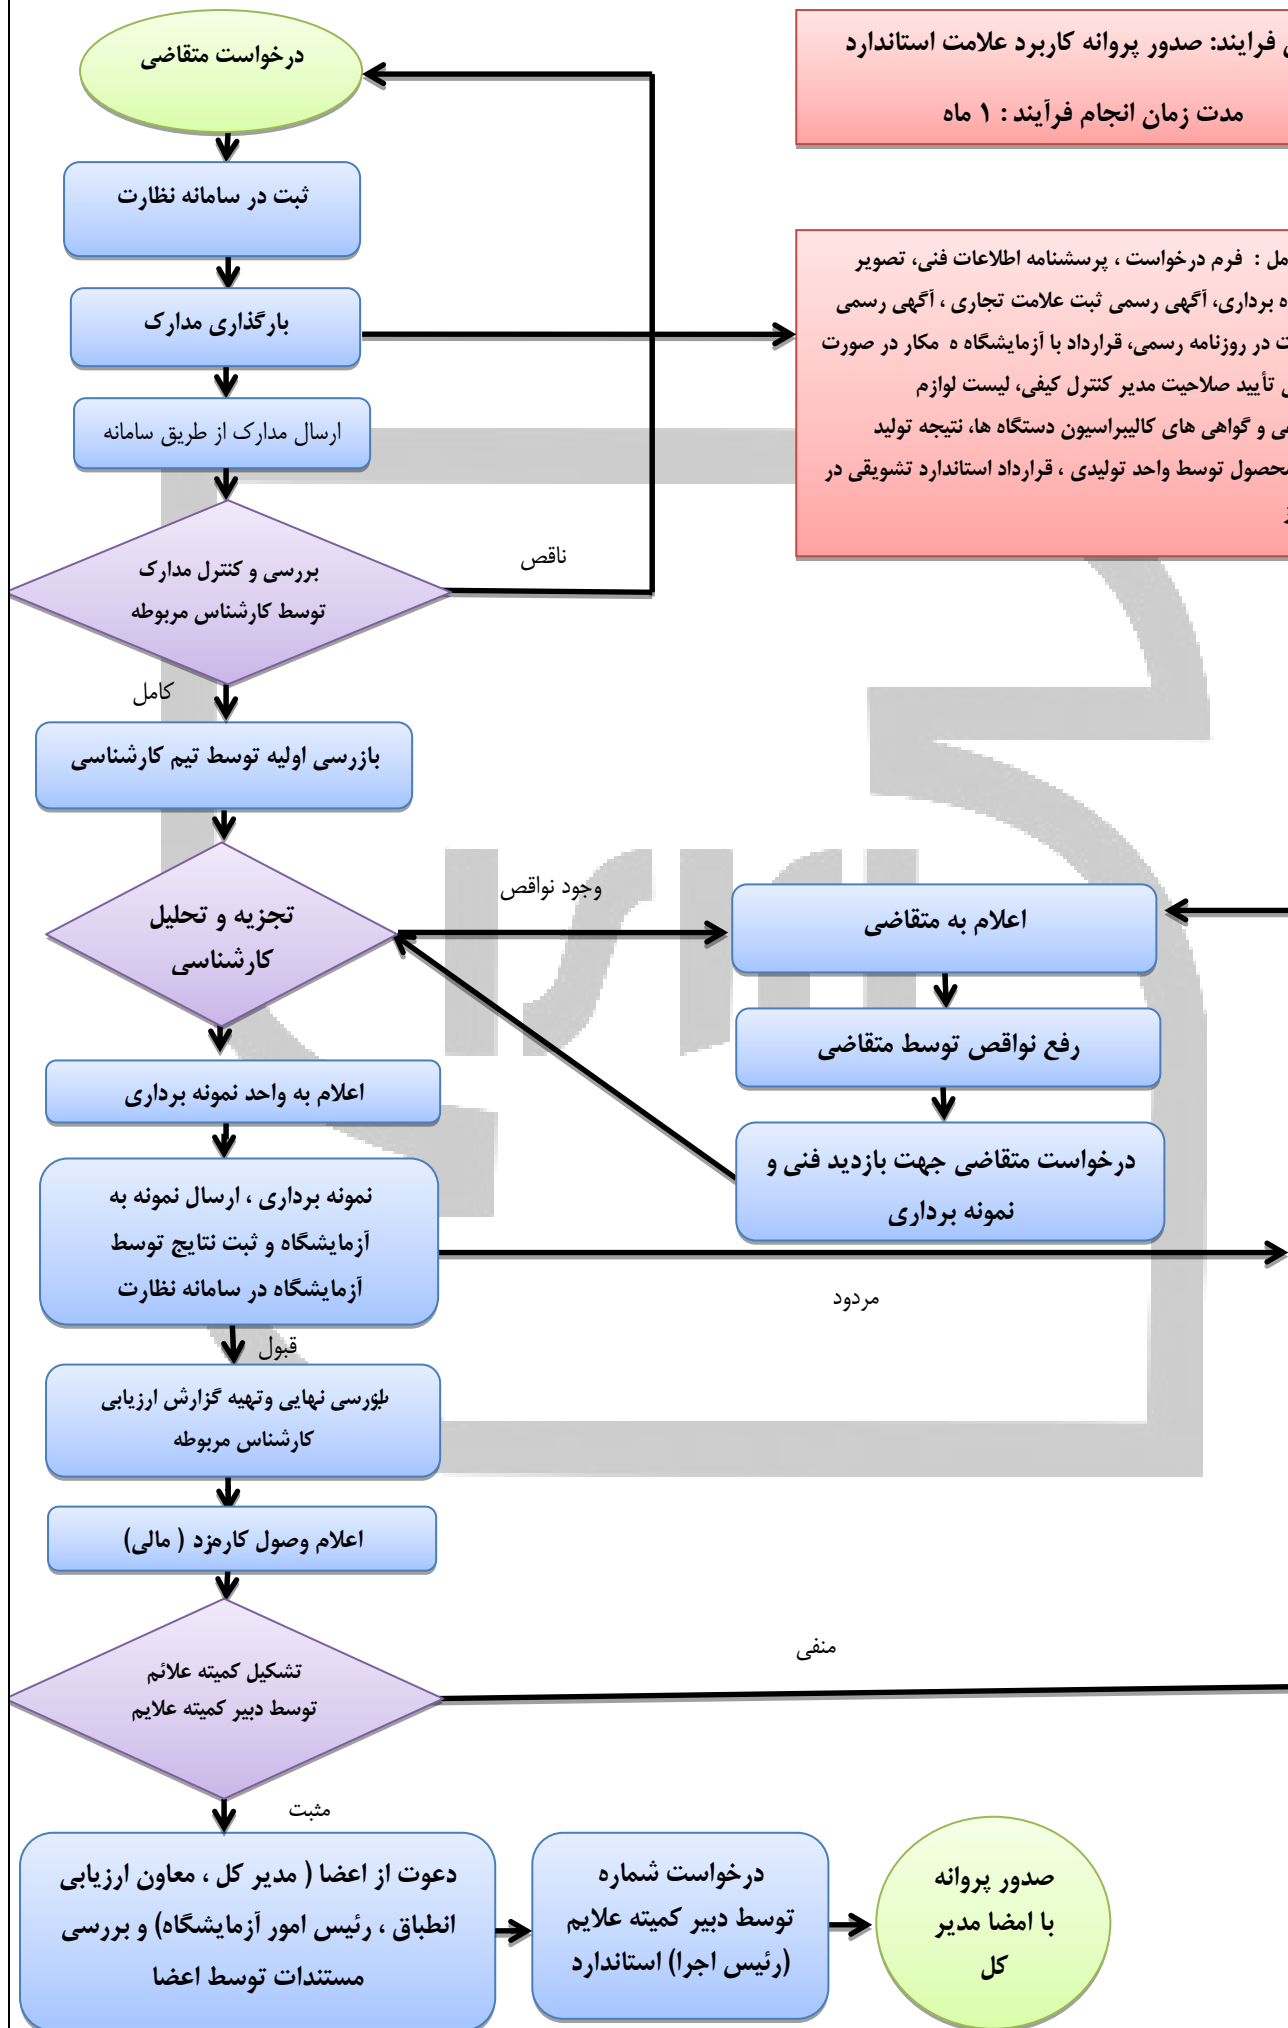 درخواست متقاضی
فرایند: صدور پروانه کاربرد علامت استاندارد
مدت زمان انجام فرآیند : ۱ ماه
ثبت در سامانه نظارت
بارگذاری مدارک
: فرم درخواست ، پرسشنامه اطلاعات فنی، تصویر
برداری، آگهی رسمی ثبت علامت تجاری ، آگهی رسمی
در روزنامه رسمی، قرارداد با آزمایشگاه ه مکار در صورت
تأیید صلاحیت مدیر کنترل کیفی، لیست لوازم
و گواهی های کالیبراسیون دستگاه ها، نتیجه تولید
محصول توسط واحد تولیدی ، قرارداد استاندارد تشویقی در
ارسال مدارک از طریق سامانه
بررسی و کنترل مدارک
توسط کارشناس مربوطه
ناقص
کامل
بازرسی اولیه توسط تیم کارشناسی
تجزیه و تحلیل
کارشناسی
وجود نواقص
اعلام به متقاضی
رفع نواقص توسط متقاضی
درخواست متقاضی جهت بازدید فنی و
نمونه برداری
اعلام به واحد نمونه برداری
نمونه برداری ، ارسال نمونه به
آزمایشگاه و ثبت نتایج توسط
آزمایشگاه در سامانه نظارت
مردود
قبول
نهایی وتهیه گزارش ارزیابی
کارشناس مربوطه
اعلام وصول کارمزد ( مالی)
تشکیل کمیته علائم
توسط دبیر کمیته علایم
منفی
مثبت
دعوت از اعضا ( مدیر کل ، معاون ارزیابی
انطباق ، رئیس امور آزمایشگاه) و بررسی
مستندات توسط اعضا
درخواست شماره
توسط دبیر کمیته علایم
(رئیس اجرا) استاندارد
صدور پروانه
با امضا مدیر
کل
isiri